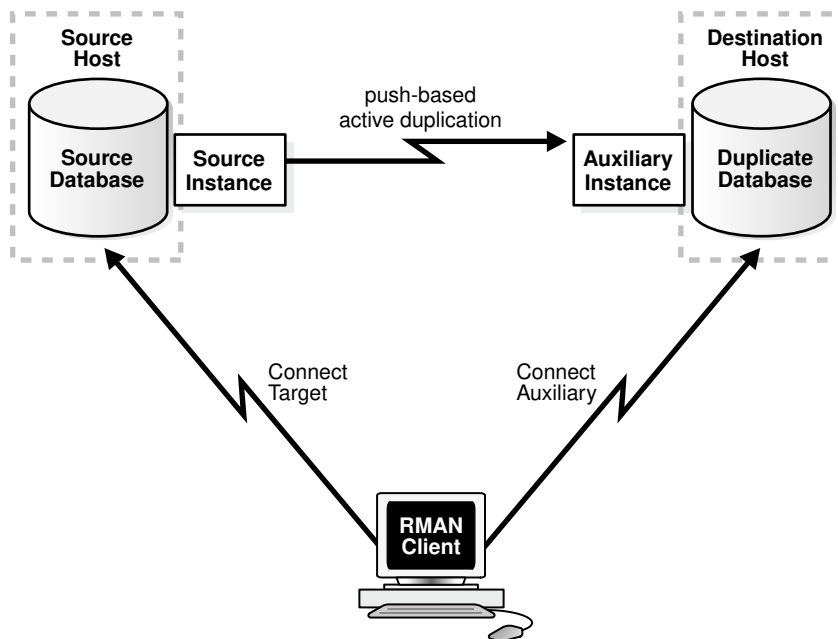 Source
Host
Destination
Host
push-based
active duplication
Source
Database
Source
Instance
Auxiliary
Instance
Duplicate
Database
Connect
Target
Connect
Auxiliary
RMAN
Client